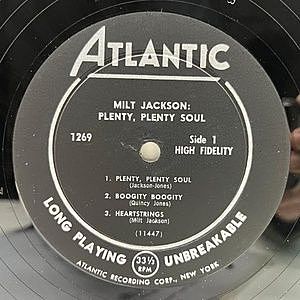 ATLANTIC
MILT JACKSON:
PLENTY, PLENTY SOUL
1269
Side 1
HIGH FIDELITY
1. PLENTY, PLENTY SOUL
(Jackson-Jones)
2. BOOGITY BOOGITY
(Quincy Jones)
3. HEARTSTRINGS
(Milt Jackson)
(11447)
LONG PLAYING 33⅓ RPM UNBREAKABLE
ATLANTIC RECORDING CORP., NEW YORK